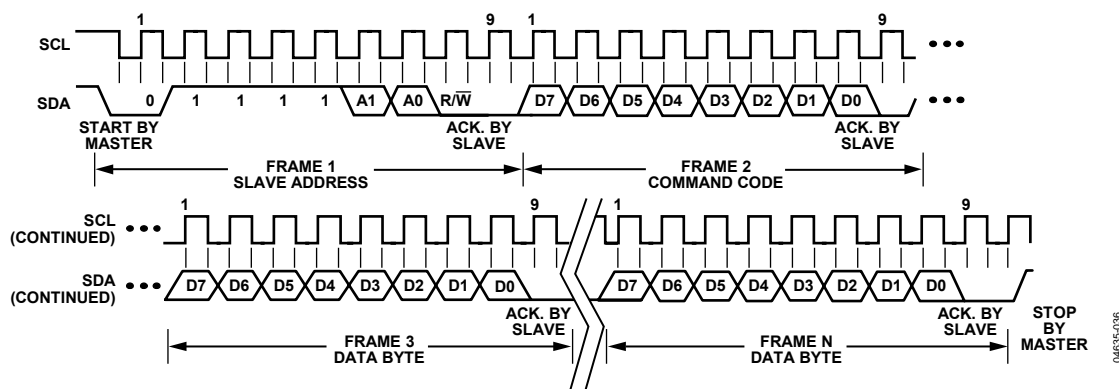 1 9 1 9
SCL
SDA 0 1 1 1 1 A1 A0 R/W̅ D7 D6 D5 D4 D3 D2 D1 D0
START BY MASTER
ACK. BY SLAVE
ACK. BY SLAVE
FRAME 1
SLAVE ADDRESS
FRAME 2
COMMAND CODE
1 9 1 9
SCL
(CONTINUED)
SDA
(CONTINUED)
D7 D6 D5 D4 D3 D2 D1 D0 D7 D6 D5 D4 D3 D2 D1 D0
ACK. BY
SLAVE
ACK. BY
SLAVE
STOP
BY
MASTER
FRAME 3
DATA BYTE
FRAME N
DATA BYTE
04635-036